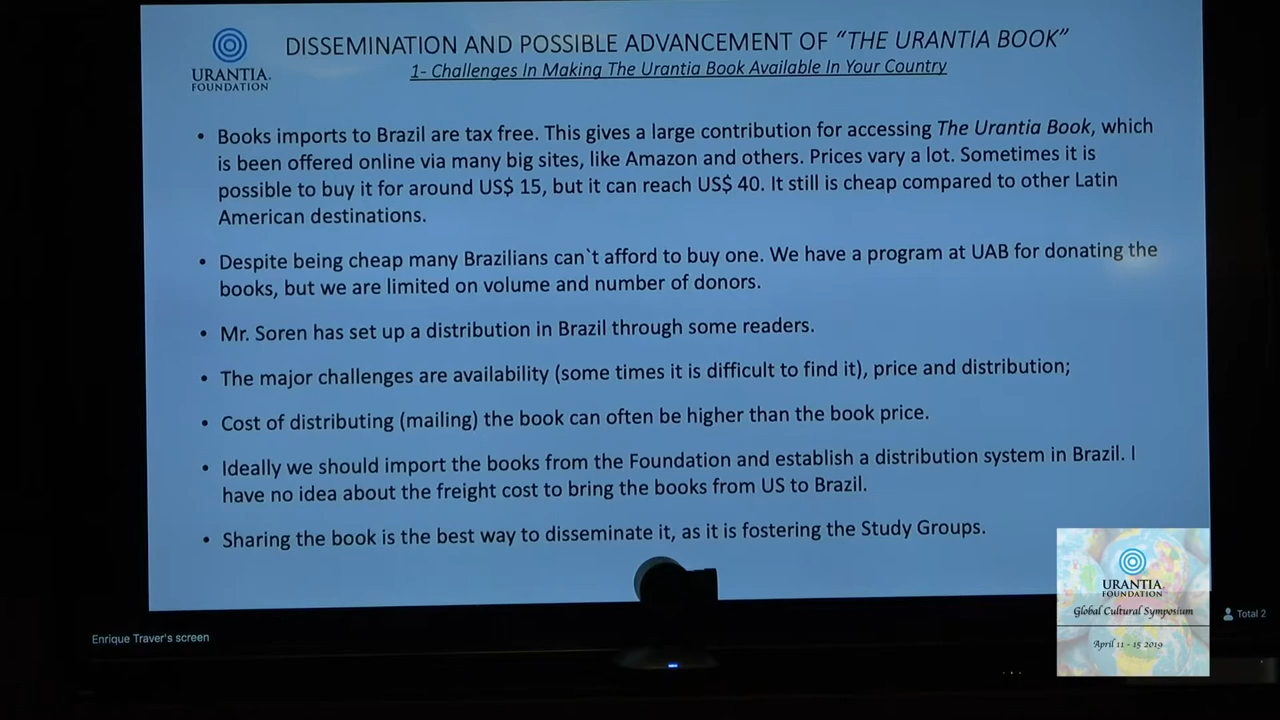 URANTIA
FOUNDATION
DISSEMINATION AND POSSIBLE ADVANCEMENT OF “THE URANTIA BOOK”
1- Challenges In Making The Urantia Book Available In Your Country
• Books imports to Brazil are tax free. This gives a large contribution for accessing The Urantia Book, which
is been offered online via many big sites, like Amazon and others. Prices vary a lot. Sometimes it is
possible to buy it for around US$ 15, but it can reach US$ 40. It still is cheap compared to other Latin
American destinations.
• Despite being cheap many Brazilians can`t afford to buy one. We have a program at UAB for donating the
books, but we are limited on volume and number of donors.
• Mr. Soren has set up a distribution in Brazil through some readers.
• The major challenges are availability (some times it is difficult to find it), price and distribution;
• Cost of distributing (mailing) the book can often be higher than the book price.
• Ideally we should import the books from the Foundation and establish a distribution system in Brazil. I
have no idea about the freight cost to bring the books from US to Brazil.
• Sharing the book is the best way to disseminate it, as it is fostering the Study Groups.
URANTIA
FOUNDATION
Global Cultural Symposium
April 11 - 15 2019
Total 2
Enrique Traver's screen